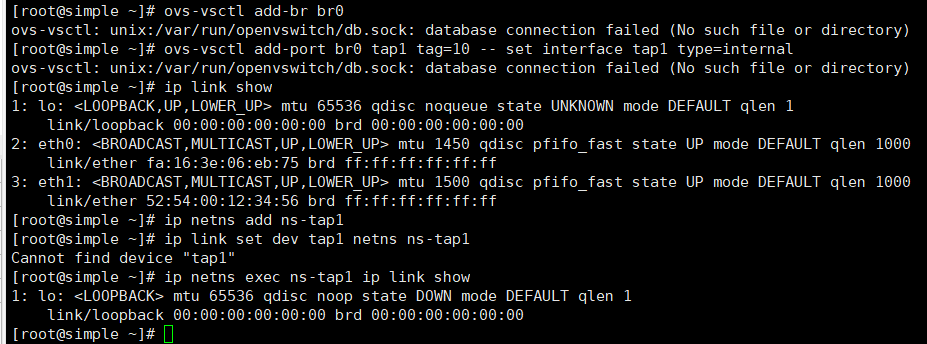 [root@simple ~]# ovs-vsctl add-br br0
ovs-vsctl: unix:/var/run/openvswitch/db.sock: database connection failed (No such file or directory)
[root@simple ~]# ovs-vsctl add-port br0 tap1 tag=10 -- set interface tap1 type=internal
ovs-vsctl: unix:/var/run/openvswitch/db.sock: database connection failed (No such file or directory)
[root@simple ~]# ip link show
1: lo: <LOOPBACK,UP,LOWER_UP> mtu 65536 qdisc noqueue state UNKNOWN mode DEFAULT qlen 1
    link/loopback 00:00:00:00:00:00 brd 00:00:00:00:00:00
2: eth0: <BROADCAST,MULTICAST,UP,LOWER_UP> mtu 1450 qdisc pfifo_fast state UP mode DEFAULT qlen 1000
    link/ether fa:16:3e:06:eb:75 brd ff:ff:ff:ff:ff:ff
3: eth1: <BROADCAST,MULTICAST,UP,LOWER_UP> mtu 1500 qdisc pfifo_fast state UP mode DEFAULT qlen 1000
    link/ether 52:54:00:12:34:56 brd ff:ff:ff:ff:ff:ff
[root@simple ~]# ip netns add ns-tap1
[root@simple ~]# ip link set dev tap1 netns ns-tap1
Cannot find device "tap1"
[root@simple ~]# ip netns exec ns-tap1 ip link show
1: lo: <LOOPBACK> mtu 65536 qdisc noop state DOWN mode DEFAULT qlen 1
    link/loopback 00:00:00:00:00:00 brd 00:00:00:00:00:00
[root@simple ~]#